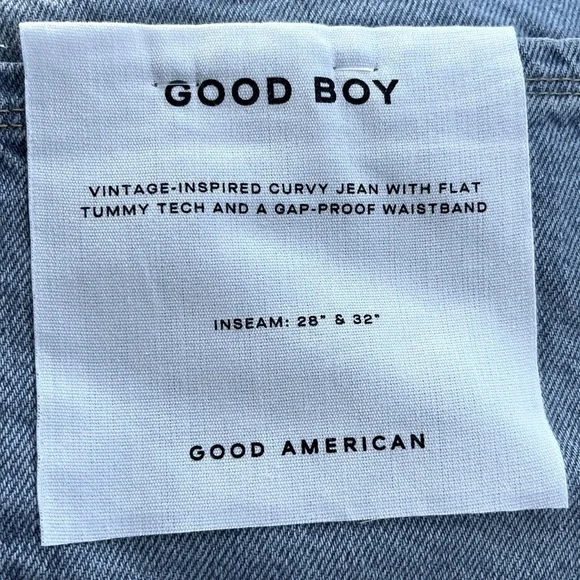 GOOD BOY
VINTAGE-INSPIRED CURVY JEAN WITH FLAT
TUMMY TECH AND A GAP-PROOF WAISTBAND
INSEAM: 28" & 32"
GOOD AMERICAN